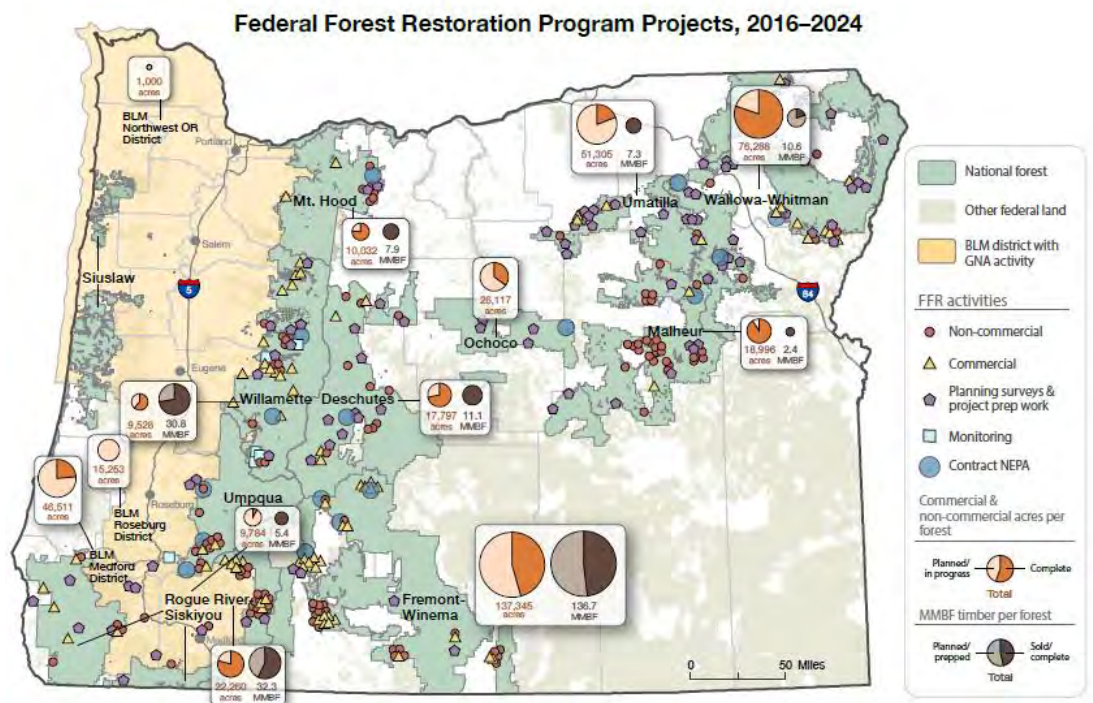 Federal Forest Restoration Program Projects, 2016–2024
1,000
acres
BLM
Northwest OR
District
Portland
Mt. Hood
10,032
acres
7.9
MMBF
51,305
acres
7.3
MMBF
Umatilla
76,288
acres
10.6
MMBF
Wallowa-Whitman
Salem
Siuslaw
5
84
26,117
acres
Ochoco
Malheur
18,996
acres
2.4
MMBF
Eugene
9,528
acres
30.8
MMBF
Willamette
Deschutes
17,797
acres
11.1
MMBF
15,253
acres
BLM
Roseburg
District
Roseburg
46,511
acres
BLM
Medford
District
Umpqua
9,784
acres
5.4
MMBF
137,345
acres
136.7
MMBF
Rogue River-
Siskiyou
Medford
Fremont-
Winema
22,260
acres
32.3
MMBF
0 50 Miles
National forest
Other federal land
BLM district with
GNA activity
FFR activities
Non-commercial
Commercial
Planning surveys &
project prep work
Monitoring
Contract NEPA
Commercial &
non-commercial acres per
forest
Planned/
in progress
Complete
Total
MMBF timber per forest
Planned/
prepped
Sold/
complete
Total